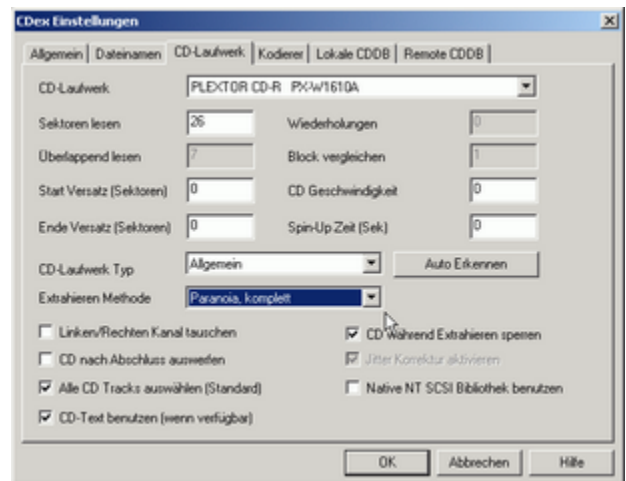 CDex Einstellungen
Allgemein Dateinamen CD-Laufwerk Kodierer Lokale CDDB Remote CDDB
CD-Laufwerk PLEXTOR CD-R PX-W1610A
Sektoren lesen 26 Wiederholungen 0
Überlappend lesen 7 Block vergleichen 1
Start Versatz (Sektoren) 0 CD Geschwindigkeit 0
Ende Versatz (Sektoren) 0 Spin-Up Zeit (Sek) 0
CD-Laufwerk Typ Allgemein Auto Erkennen
Extrahieren Methode Paranoia, komplett
Linken/Rechten Kanal tauschen CD während Extrahieren sperren
CD nach Abschluss auswerfen Jitter Korrektur aktivieren
Alle CD Tracks auswählen (Standard) Native NT SCSI Bibliothek benutzen
CD-Text benutzen (wenn verfügbar)
OK Abbrechen Hilfe